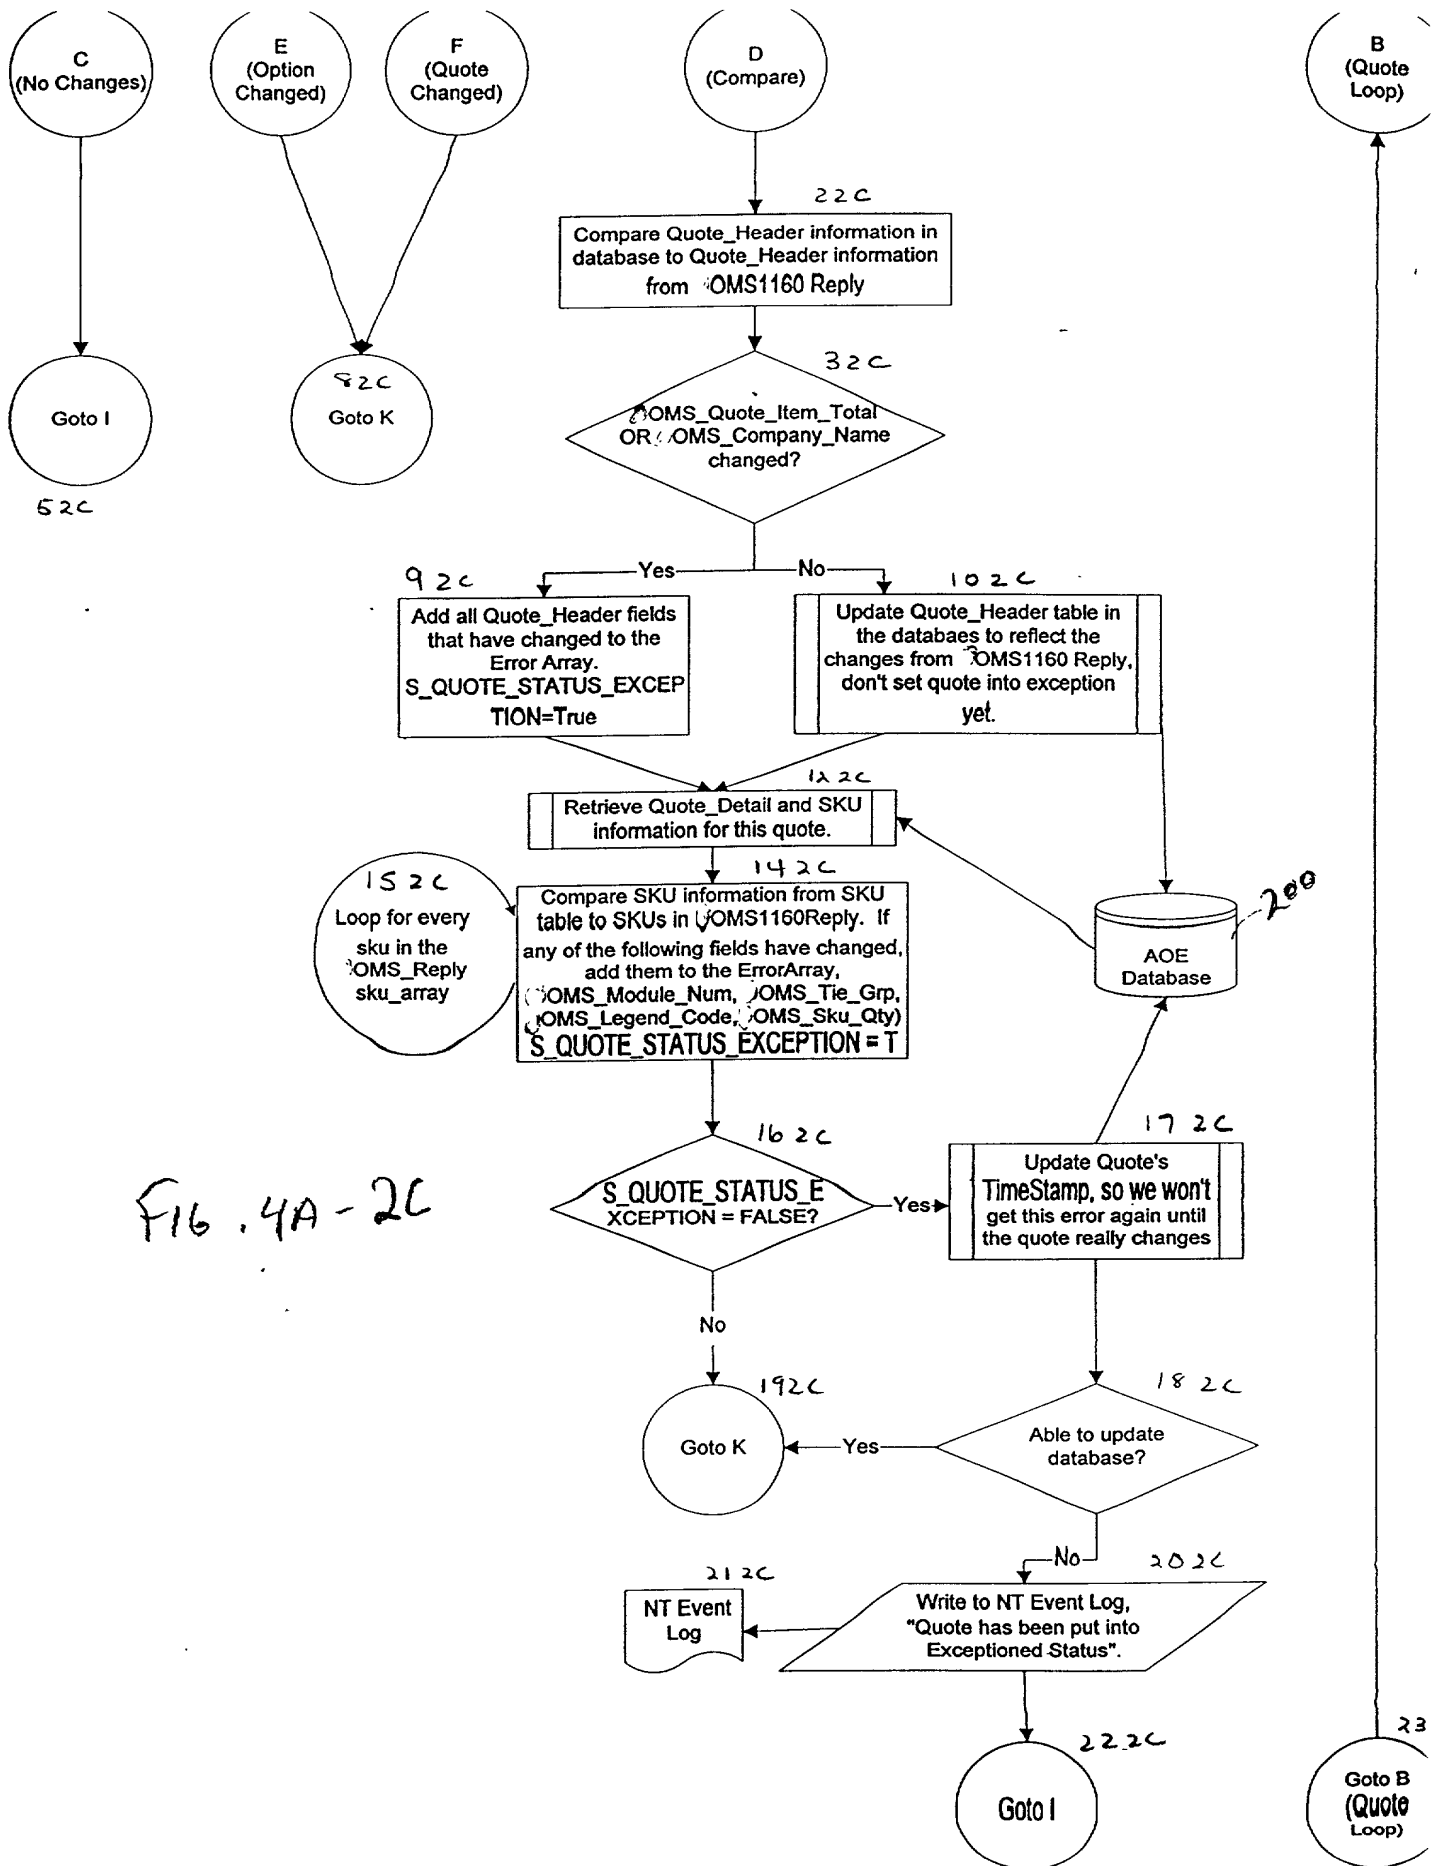 C
(No Changes)
E
(Option
Changed)
F
(Quote
Changed)
D
(Compare)
B
(Quote
Loop)
22C
Compare Quote_Header information in
database to Quote_Header information
from OMS1160 Reply
32C
OMS_Quote_Item_Total
OR OMS_Company_Name
changed?
Goto I
52C
82C
Goto K
Yes
No
92C
Add all Quote_Header fields
that have changed to the
Error Array.
S_QUOTE_STATUS_EXCEP
TION=True
102C
Update Quote_Header table in
the databaes to reflect the
changes from OMS1160 Reply,
don't set quote into exception
yet.
122C
Retrieve Quote_Detail and SKU
information for this quote.
142C
Compare SKU information from SKU
table to SKUs in OMS1160Reply. If
any of the following fields have changed,
add them to the ErrorArray,
OMS_Module_Num, OMS_Tie_Grp,
OMS_Legend_Code, OMS_Sku_Qty)
S_QUOTE_STATUS_EXCEPTION = T
152C
Loop for every
sku in the
OMS_Reply
sku_array
200
AOE
Database
162C
S_QUOTE_STATUS_E
XCEPTION = FALSE?
Yes
172C
Update Quote's
TimeStamp, so we won't
get this error again until
the quote really changes
FIG. 4A-2C
No
192C
Goto K
Yes
182C
Able to update
database?
No
202C
Write to NT Event Log,
"Quote has been put into
Exceptioned Status".
212C
NT Event
Log
222C
Goto I
23
Goto B
(Quote
Loop)